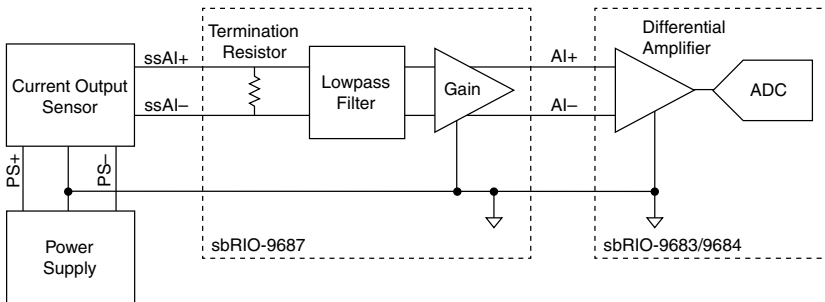 Termination
Resistor
Differential
Amplifier
ssAI+
AI+
Current Output
Sensor
Lowpass
Filter
Gain
ADC
ssAI–
AI–
PS+
PS–
Power
Supply
sbRIO-9687
sbRIO-9683/9684